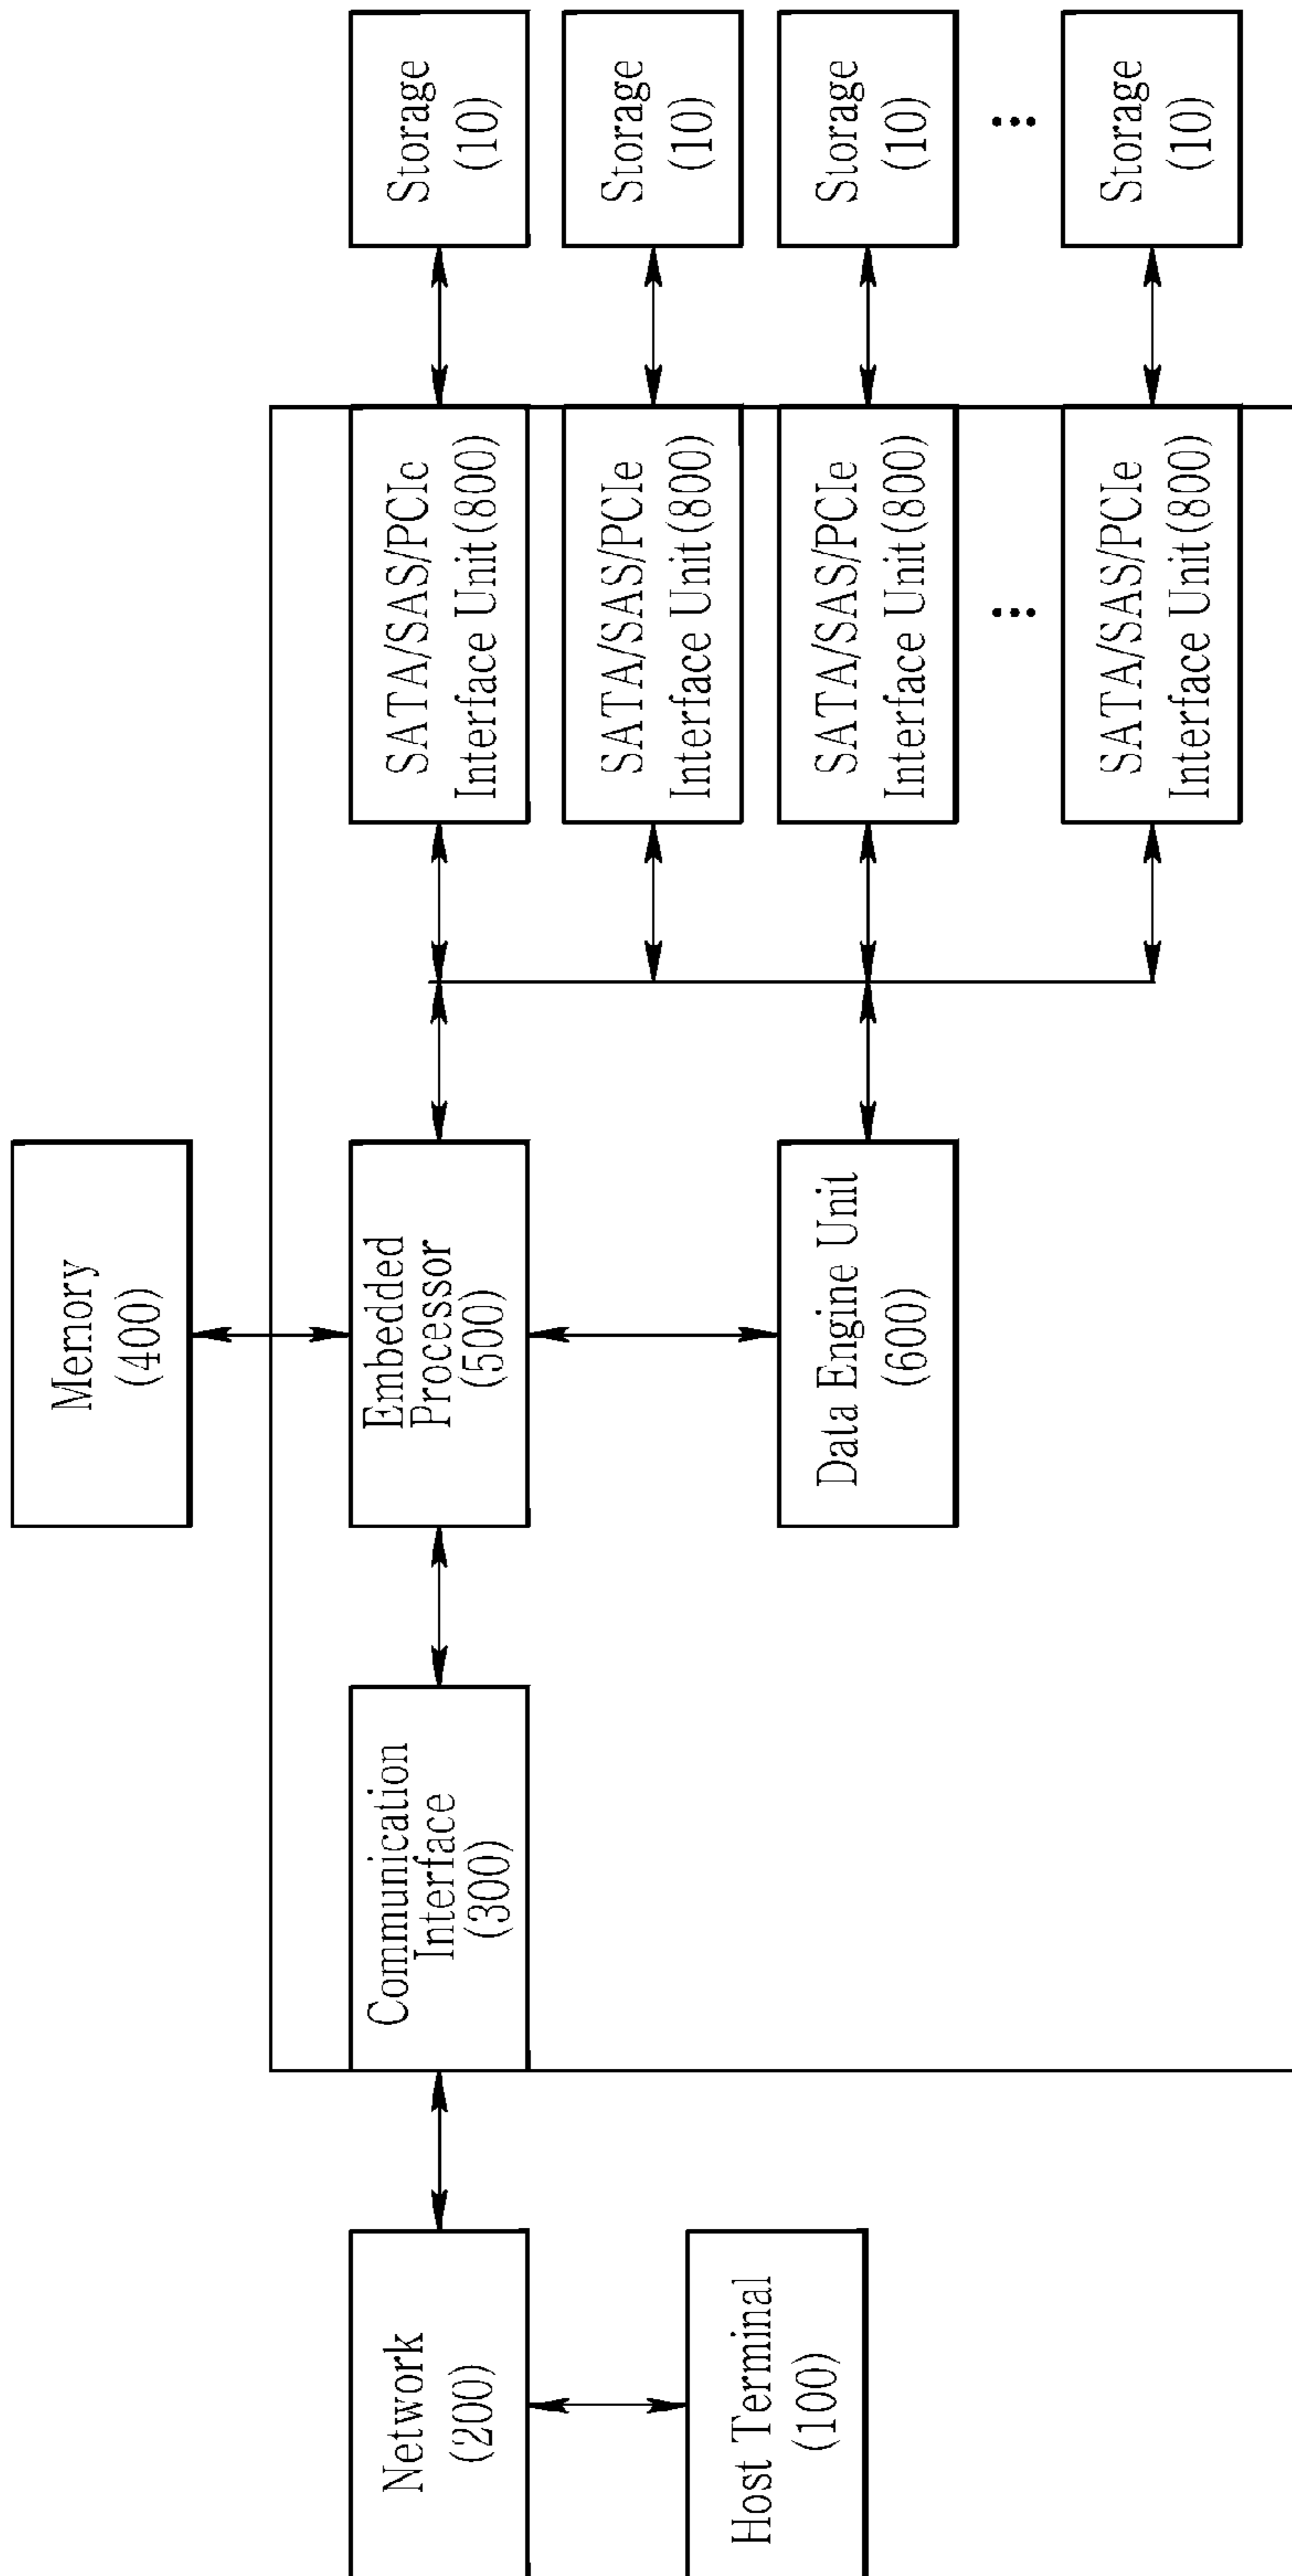 Memory
(400)
Network
(200)
Communication
Interface
(300)
Embedded
Processor
(500)
SATA/SAS/PCIe
Interface Unit(800)
Storage
(10)
SATA/SAS/PCIe
Interface Unit(800)
Storage
(10)
Host Terminal
(100)
Data Engine Unit
(600)
SATA/SAS/PCIe
Interface Unit(800)
Storage
(10)
SATA/SAS/PCIe
Interface Unit(800)
Storage
(10)